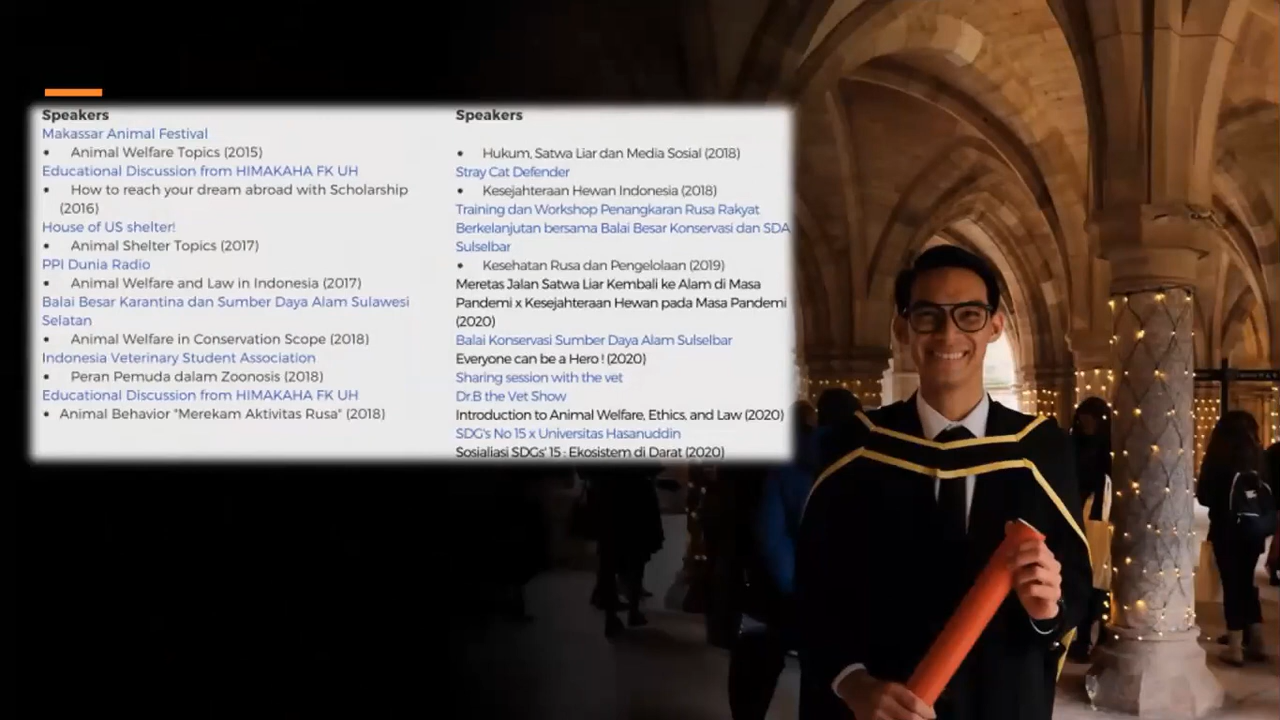 Speakers
Makassar Animal Festival
• Animal Welfare Topics (2015)
Educational Discussion from HIMAKAHA FK UH
• How to reach your dream abroad with Scholarship
(2016)
House of US shelter!
• Animal Shelter Topics (2017)
PPI Dunia Radio
• Animal Welfare and Law in Indonesia (2017)
Balai Besar Karantina dan Sumber Daya Alam Sulawesi
Selatan
• Animal Welfare in Conservation Scope (2018)
Indonesia Veterinary Student Association
• Peran Pemuda dalam Zoonosis (2018)
Educational Discussion from HIMAKAHA FK UH
• Animal Behavior "Merekam Aktivitas Rusa" (2018)
Speakers
• Hukum, Satwa Liar dan Media Sosial (2018)
Stray Cat Defender
• Kesejahteraan Hewan Indonesia (2018)
Training dan Workshop Penangkaran Rusa Rakyat
Berkelanjutan bersama Balai Besar Konservasi dan SDA
Sulselbar
• Kesehatan Rusa dan Pengelolaan (2019)
Meretas Jalan Satwa Liar Kembali ke Alam di Masa
Pandemi x Kesejahteraan Hewan pada Masa Pandemi
(2020)
Balai Konservasi Sumber Daya Alam Sulselbar
Everyone can be a Hero ! (2020)
Sharing session with the vet
Dr.B the Vet Show
Introduction to Animal Welfare, Ethics, and Law (2020)
SDG's No 15 x Universitas Hasanuddin
Sosialiasi SDGs' 15 : Ekosistem di Darat (2020)